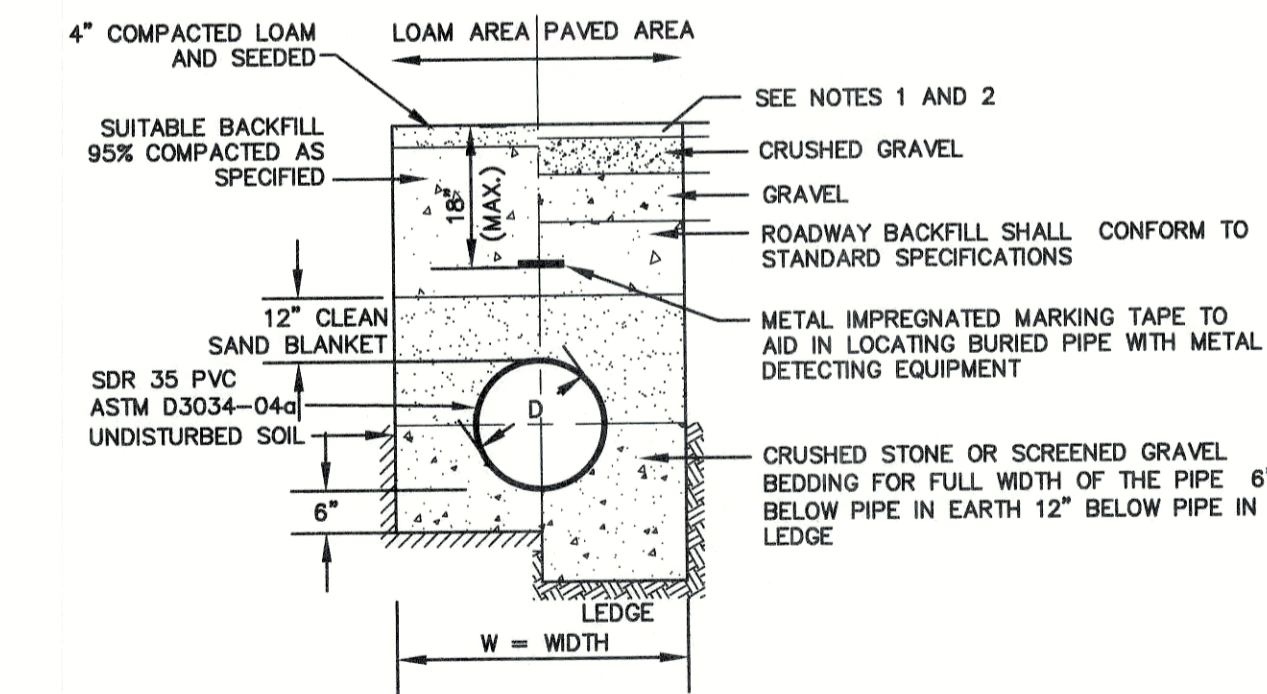 4" COMPACTED LOAM
AND SEEDED
LOAM AREA
PAVED AREA
SUITABLE BACKFILL
95% COMPACTED AS
SPECIFIED
18"
(MAX.)
SEE NOTES 1 AND 2
CRUSHED GRAVEL
GRAVEL
ROADWAY BACKFILL SHALL CONFORM TO
STANDARD SPECIFICATIONS
12" CLEAN
SAND BLANKET
METAL IMPREGNATED MARKING TAPE TO
AID IN LOCATING BURIED PIPE WITH METAL
DETECTING EQUIPMENT
SDR 35 PVC
ASTM D3034-04a
UNDISTURBED SOIL
D
CRUSHED STONE OR SCREENED GRAVEL
BEDDING FOR FULL WIDTH OF THE PIPE 6"
BELOW PIPE IN EARTH 12" BELOW PIPE IN
LEDGE
6"
LEDGE
W = WIDTH